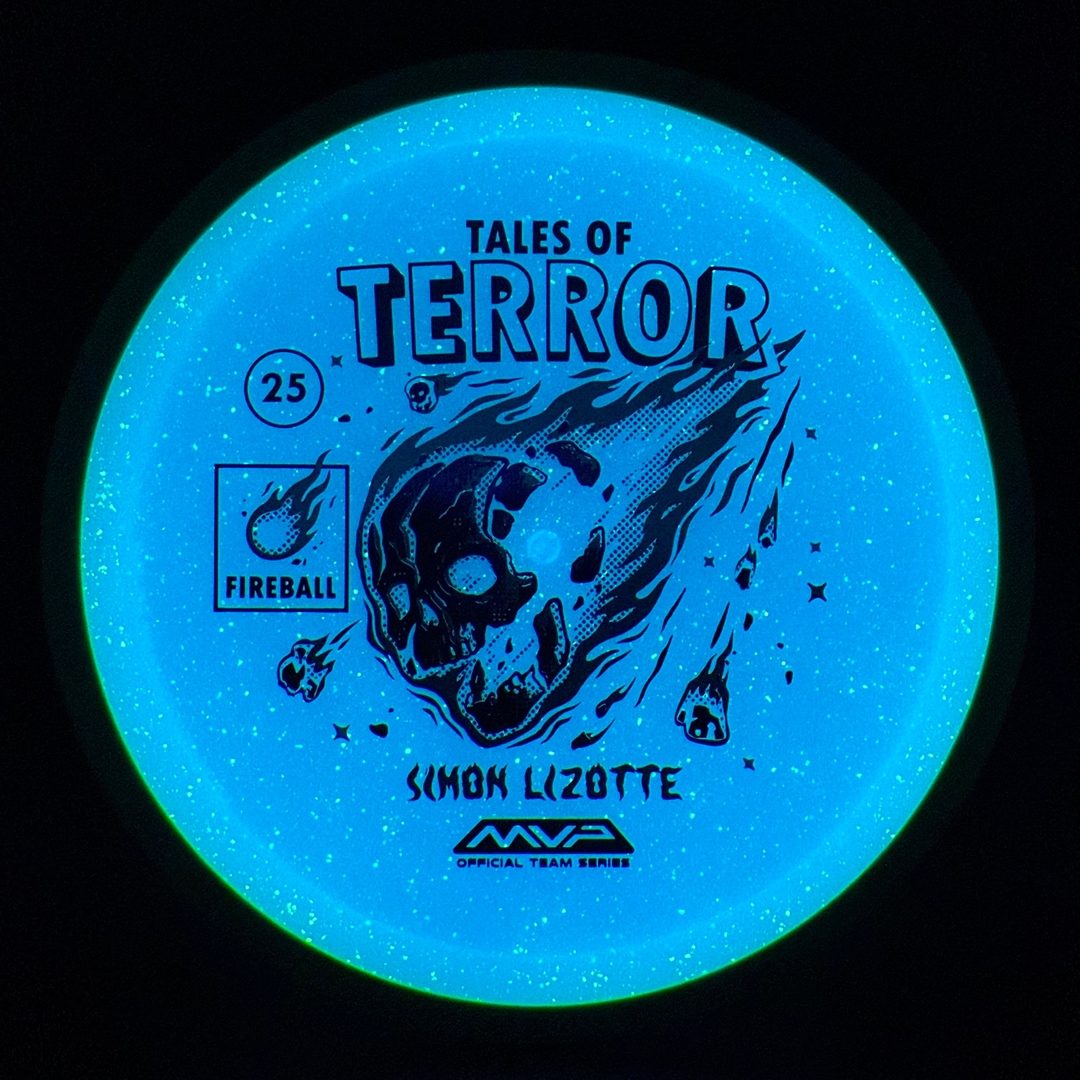 TALES OF
TERROR
25
FIREBALL
SIMON LIZOTTE
MVP
OFFICIAL TEAM SERIES